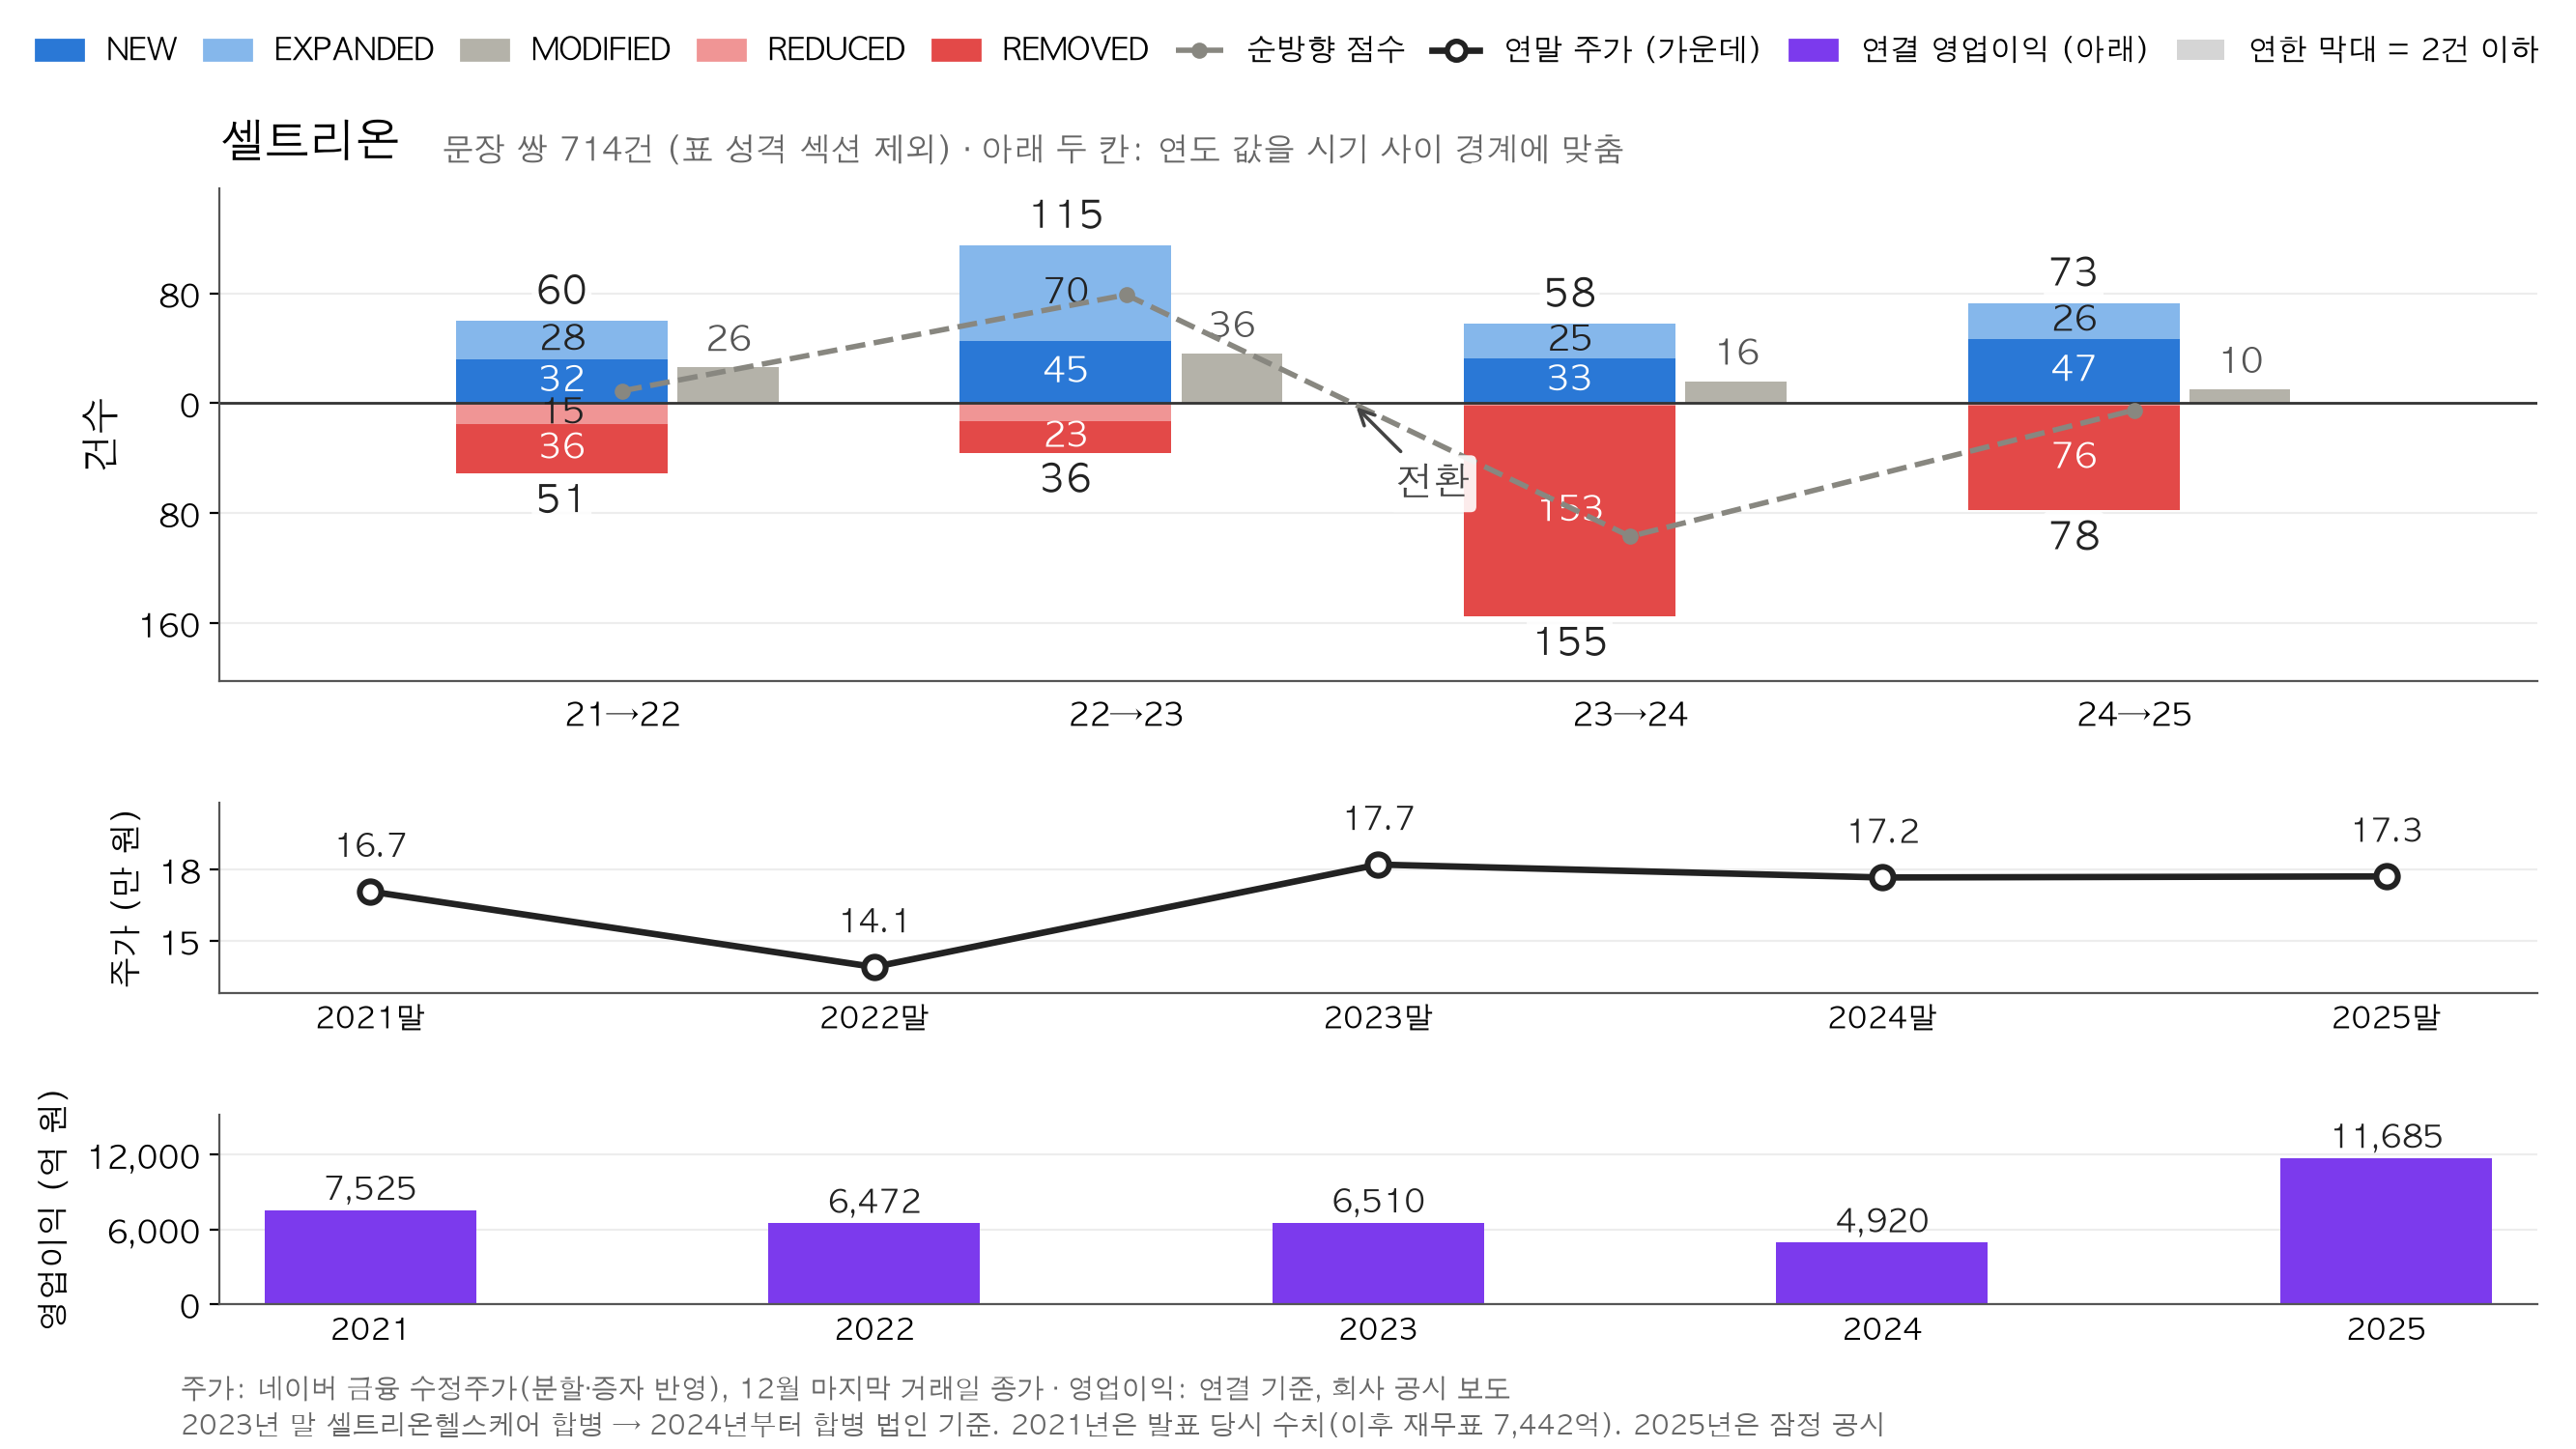 NEW EXPANDED MODIFIED REDUCED REMOVED 순방향 점수 연말 주가 (가운데) 연결 영업이익 (아래) 연한 막대 = 2건 이하
셀트리온 문장 쌍 714건 (표 성격 섹션 제외) · 아래 두 칸: 연도 값을 시기 사이 경계에 맞춤
건수
80
0
80
160
60
28
32
15
36
51
26
115
70
45
23
36
36
58
25
33
153
155
16
73
26
47
76
78
10
전환
21→22 22→23 23→24 24→25
주가 (만 원)
18
15
16.7 14.1 17.7 17.2 17.3
2021말 2022말 2023말 2024말 2025말
영업이익 (억 원)
12,000
6,000
0
7,525 6,472 6,510 4,920 11,685
2021 2022 2023 2024 2025
주가: 네이버 금융 수정주가(분할·증자 반영), 12월 마지막 거래일 종가 · 영업이익: 연결 기준, 회사 공시 보도
2023년 말 셀트리온헬스케어 합병 → 2024년부터 합병 법인 기준. 2021년은 발표 당시 수치(이후 재무표 7,442억). 2025년은 잠정 공시